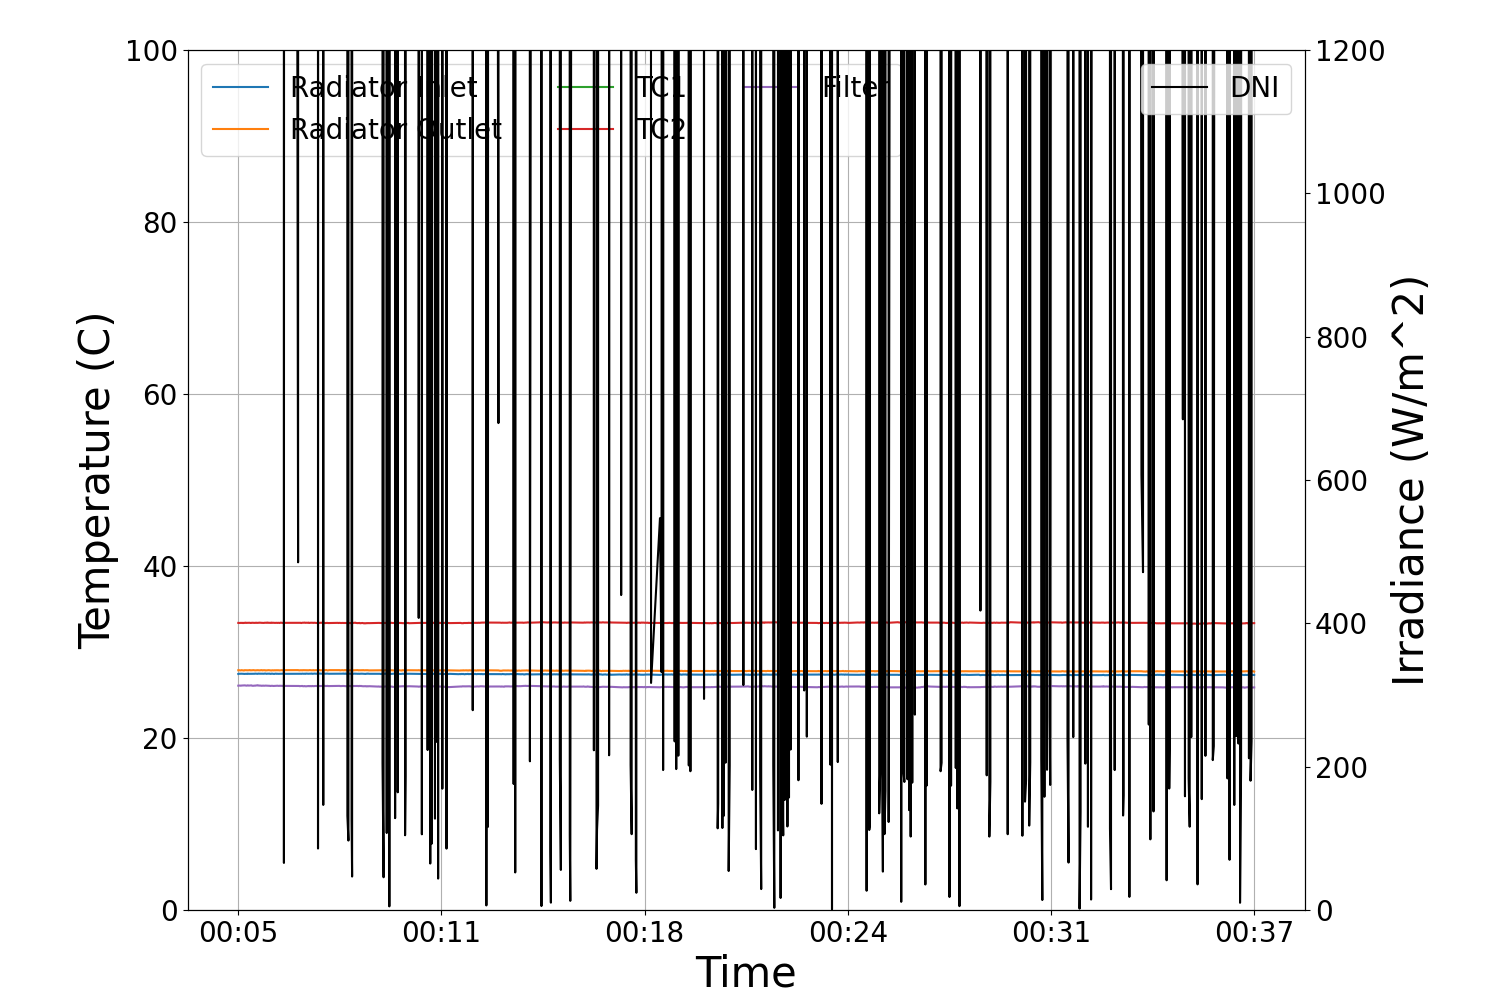 100
80
60
40
20
0
Temperature (C)
Radiator Inlet
Radiator Outlet
TC1
TC2
Filter
DNI
1200
1000
800
600
400
200
0
Irradiance (W/m^2)
00:05 00:11 00:18 00:24 00:31 00:37
Time